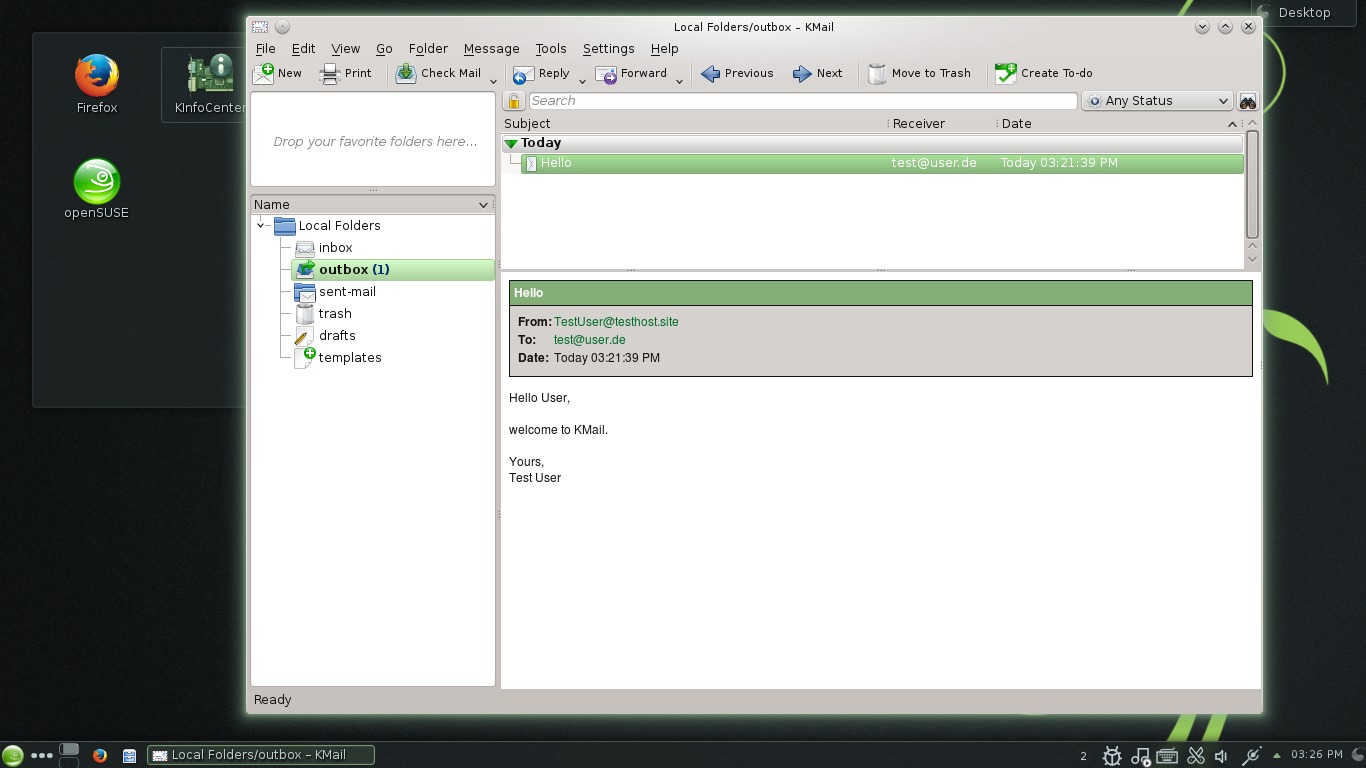 Desktop
Firefox
KInfoCenter
openSUSE
Local Folders/outbox – KMail
File Edit View Go Folder Message Tools Settings Help
New Print Check Mail Reply Forward Previous Next Move to Trash Create To-do
Drop your favorite folders here...
Search Any Status
Subject Receiver Date
Today
Hello test@user.de Today 03:21:39 PM
Name
Local Folders
inbox
outbox (1)
sent-mail
trash
drafts
templates
Hello
From: TestUser@testhost.site
To: test@user.de
Date: Today 03:21:39 PM
Hello User,
welcome to KMail.
Yours,
Test User
Ready
Local Folders/outbox – KMail
2
03:26 PM